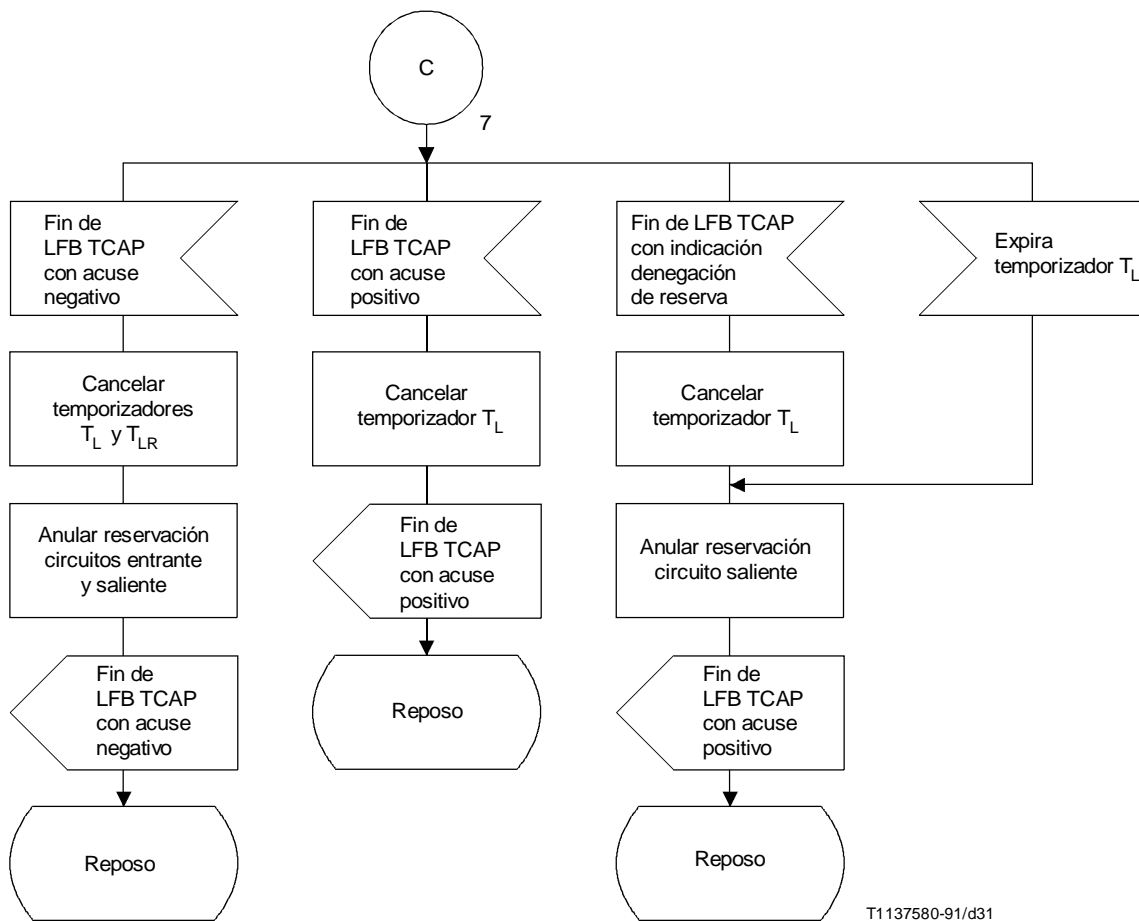 C
7
Fin de
LFB TCAP
con acuse
negativo
Fin de
LFB TCAP
con acuse
positivo
Fin de LFB TCAP
con indicación
denegación
de reserva
Expira
temporizador TL
Cancelar
temporizadores
TL y TLR
Cancelar
temporizador TL
Cancelar
temporizador TL
Anular reservación
circuitos entrante
y saliente
Fin de
LFB TCAP
con acuse
positivo
Anular reservación
circuito saliente
Fin de
LFB TCAP
con acuse
negativo
Reposo
Fin de
LFB TCAP
con acuse
positivo
Reposo
Reposo
T1137580-91/d31